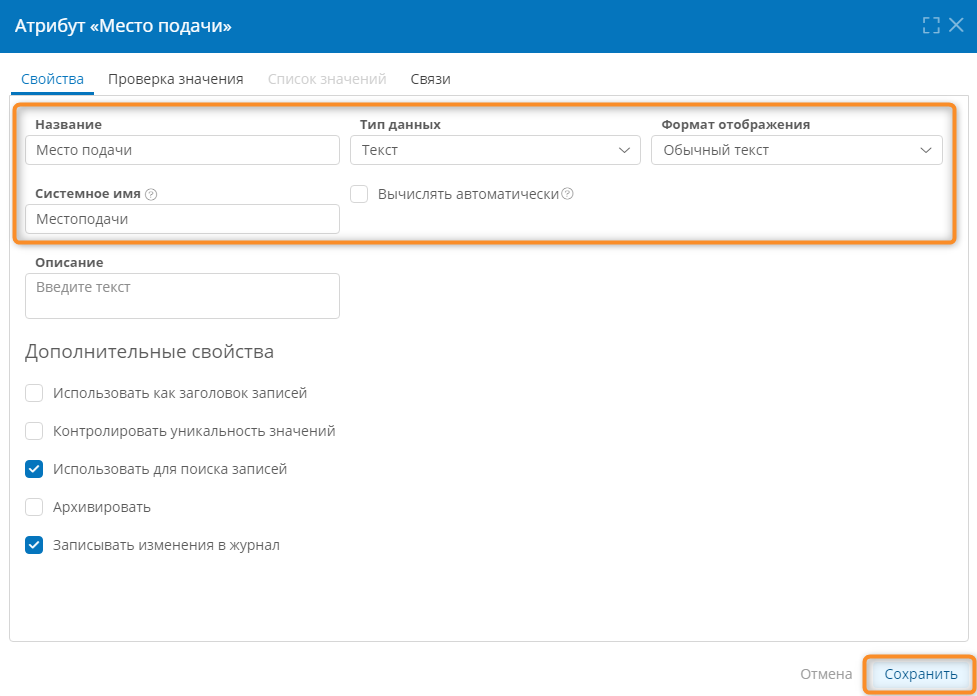 Атрибут «Место подачи»
Свойства Проверка значения Список значений Связи
Название Тип данных Формат отображения
Место подачи Текст Обычный текст
Системное имя ? Вычислять автоматически ?
Местоподачи
Описание
Введите текст
Дополнительные свойства
Использовать как заголовок записей
Контролировать уникальность значений
Использовать для поиска записей
Архивировать
Записывать изменения в журнал
Отмена Сохранить